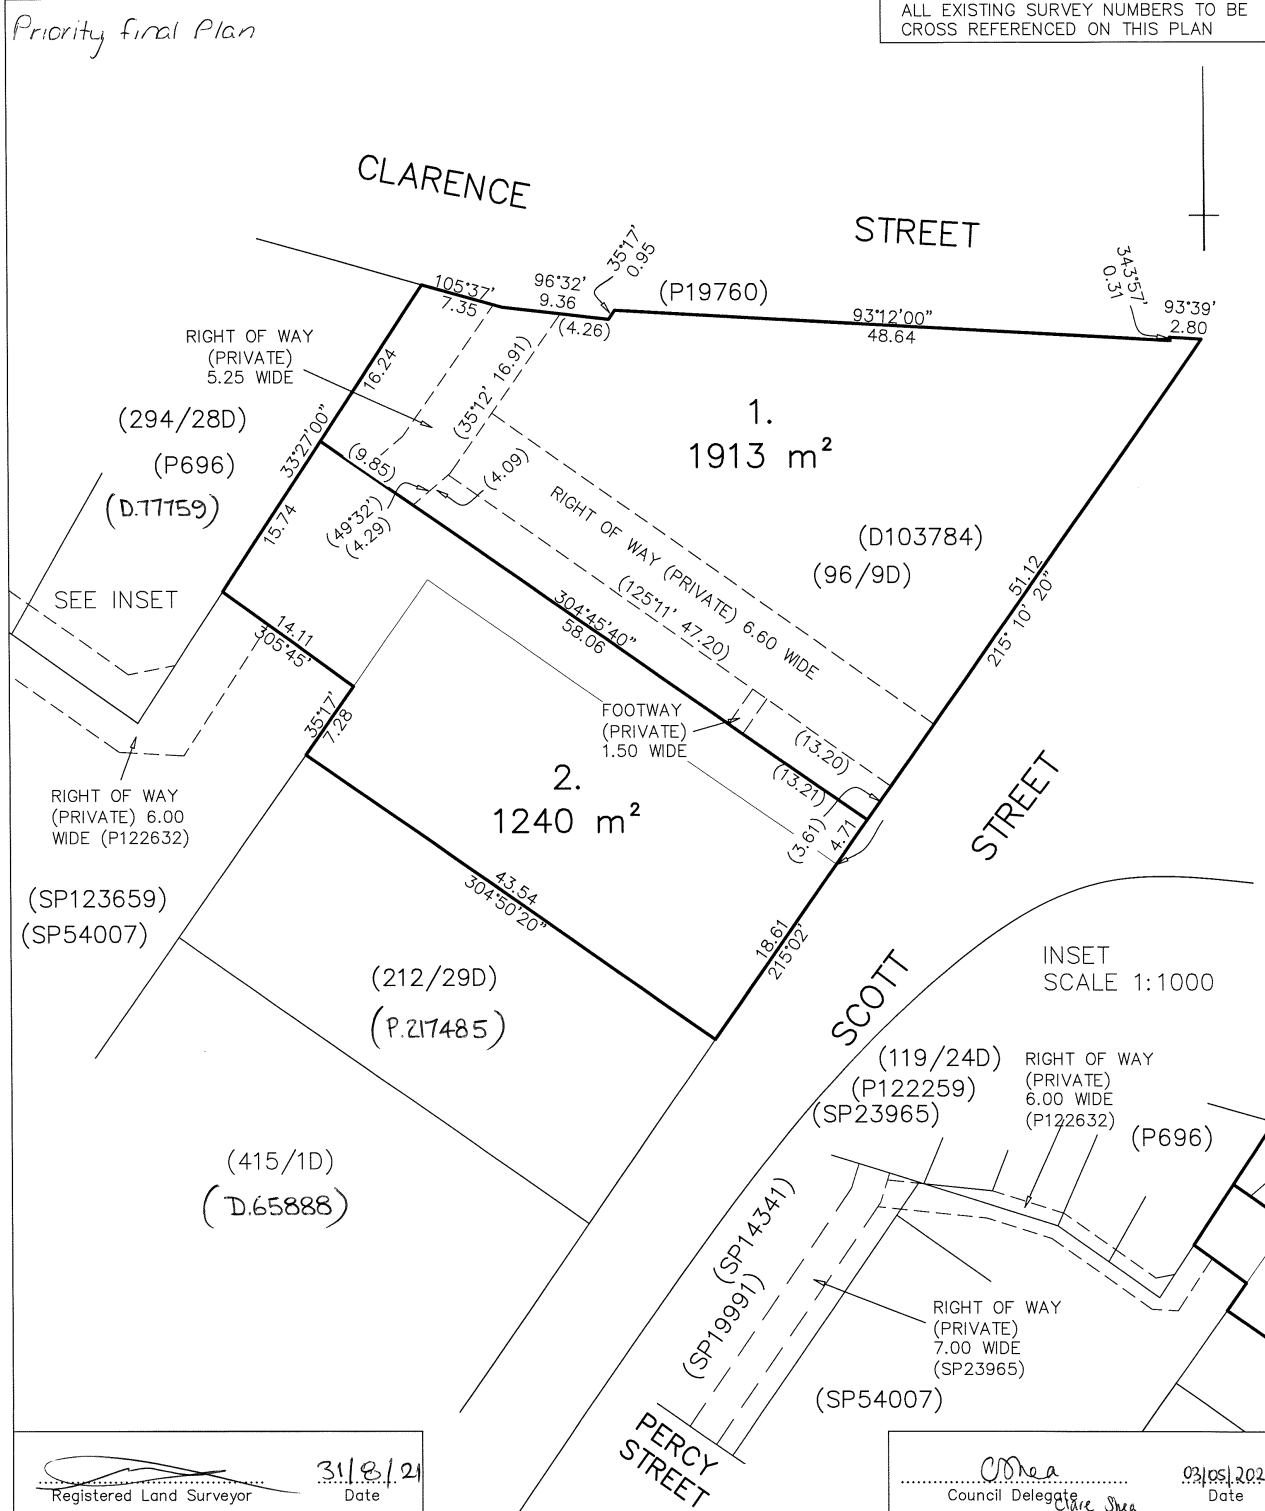 Priority final Plan
ALL EXISTING SURVEY NUMBERS TO BE
CROSS REFERENCED ON THIS PLAN
CLARENCE
STREET
105°37'
7.35
96°32'
9.36
(4.26)
35°17'
0.95
(P19760)
93°12'00"
48.64
343°57'
0.31
93°39'
2.80
RIGHT OF WAY
(PRIVATE)
5.25 WIDE
16.24
(35°12' 16.91)
(294/28D)
(P696)
(D.77759)
33°27'00"
15.74
(9.85)
(49°32')
(4.29)
(4.09)
1.
1913 m²
RIGHT OF WAY (PRIVATE) 6.60 WIDE
(D103784)
(96/9D)
51.12
215° 10' 20"
SEE INSET
14.11
305°45'
304°45'40"
58.06
(125°11' 47.20)
35°17'
7.28
FOOTWAY
(PRIVATE)
1.50 WIDE
(13.20)
(13.21)
(3.61)
4.71
2.
1240 m²
RIGHT OF WAY
(PRIVATE) 6.00
WIDE (P122632)
43.54
304°50'20"
18.61
215°02'
STREET
SCOTT
(SP123659)
(SP54007)
(212/29D)
(P.217485)
(415/1D)
(D.65888)
INSET
SCALE 1:1000
(119/24D)
(P122259)
(SP23965)
RIGHT OF WAY
(PRIVATE)
6.00 WIDE
(P122632)
(P696)
(SP14341)
(SP19991)
RIGHT OF WAY
(PRIVATE)
7.00 WIDE
(SP23965)
(SP54007)
PERCY
STREET
31/8/21
Registered Land Surveyor
Date
CShea
03/05/202
Council Delegate
Date
Clare Shea